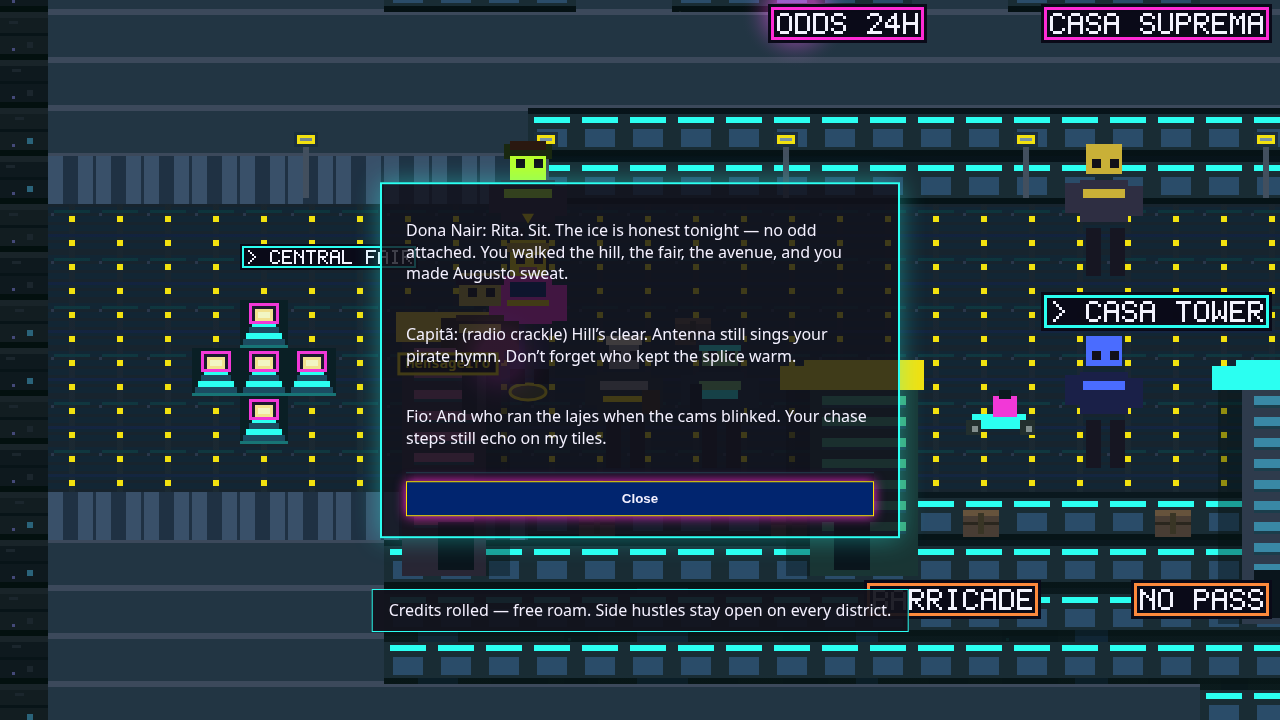 ODDS 24H
CASA SUPREMA
> CENTRAL FAIR
Dona Nair: Rita. Sit. The ice is honest tonight — no odd
attached. You walked the hill, the fair, the avenue, and you
made Augusto sweat.
> CASA TOWER
Capitã: (radio crackle) Hill’s clear. Antenna still sings your
pirate hymn. Don’t forget who kept the splice warm.
Mensageiro
Fio: And who ran the lajes when the cams blinked. Your chase
steps still echo on my tiles.
Close
BARRICADE
NO PASS
Credits rolled — free roam. Side hustles stay open on every district.